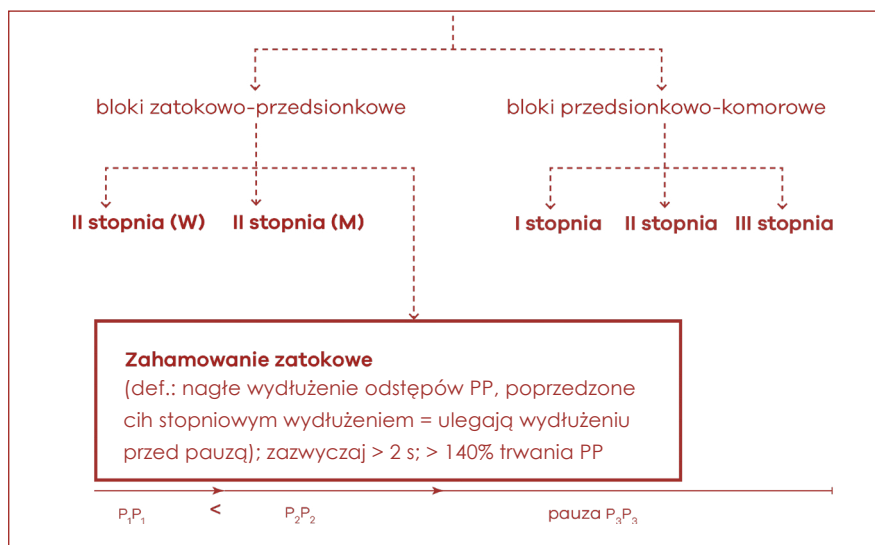 bloki zatokowo-przedsionkowe bloki przedsionkowo-komorowe
II stopnia (W) II stopnia (M) I stopnia II stopnia III stopnia
Zahamowanie zatokowe
(def.: nagłe wydłużenie odstępów PP, poprzedzone
cih stopniowym wydłużeniem = ulegają wydłużeniu
przed pauzą); zazwyczaj > 2 s; > 140% trwania PP
P₁P₁ < P₂P₂ pauza P₃P₃